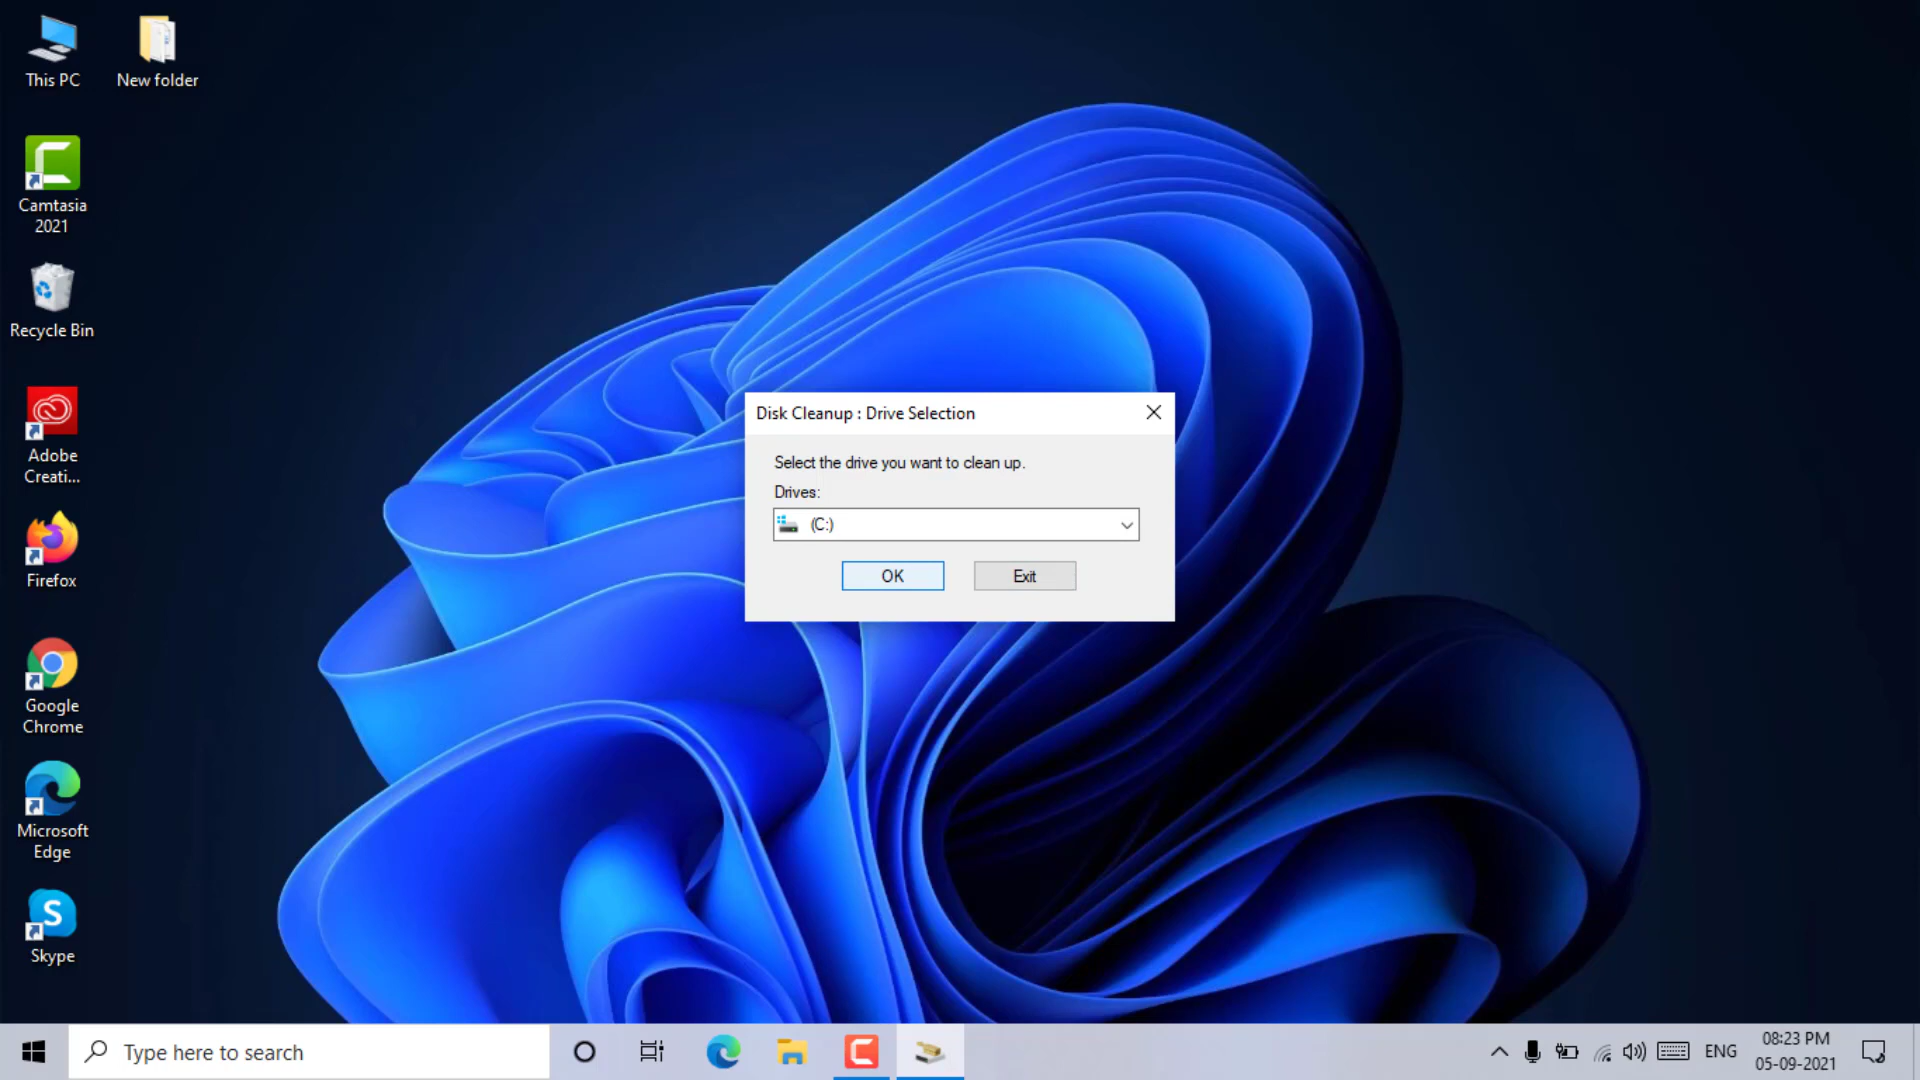 This PC
New folder
Camtasia
2021
Recycle Bin
Adobe
Creati...
Firefox
Google
Chrome
Microsoft
Edge
Skype
Disk Cleanup : Drive Selection
Select the drive you want to clean up.
Drives:
(C:)
OK
Exit
Type here to search
ENG
08:23 PM
05-09-2021